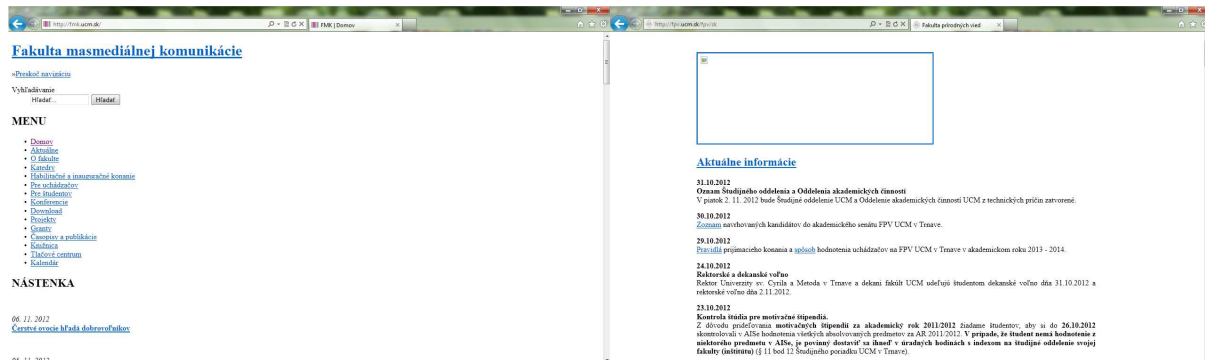 http://fmk.ucm.sk/
FMK | Domov
Fakulta masmediálnej komunikácie
»Preskoč navigáciu
Vyhľadávanie
Hľadať...
Hľadať
MENU
Domov
Aktuálne
O fakulte
Katedry
Habilitačné a inauguračné konanie
Pre uchádzačov
Pre študentov
Konferencie
Download
Projekty
Granty
Časopisy a publikácie
Knižnica
Tlačové centrum
Kalendár
NÁSTENKA
06. 11. 2012
Čerstvé ovocie hľadá dobrovoľníkov
http://fpv.ucm.sk/fpv/sk
Fakulta prírodných vied
Aktuálne informácie
31.10.2012
Oznam Študijného oddelenia a Oddelenia akademických činností
V piatok 2. 11. 2012 bude Študijné oddelenie UCM a Oddelenie akademických činností UCM z technických príčin zatvorené.
30.10.2012
Zoznam navrhovaných kandidátov do akademického senátu FPV UCM v Trnave.
29.10.2012
Pravidlá prijímacieho konania a spôsob hodnotenia uchádzačov na FPV UCM v Trnave v akademickom roku 2013 - 2014.
24.10.2012
Rektorské a dekanské voľno
Rektor Univerzity sv. Cyrila a Metoda v Trnave a dekani fakúlt UCM udeľujú študentom dekanské voľno dňa 31.10.2012 a
rektorské voľno dňa 2.11.2012.
23.10.2012
Kontrola štúdia pre motivačné štipendiá.
Z dôvodu prideľovania motivačných štipendií za akademický rok 2011/2012 žiadame študentov, aby si do 26.10.2012
skontrolovali v AISe hodnotenia všetkých absolvovaných predmetov za AR 2011/2012. V prípade, že študent nemá hodnotenie z
niektorého predmetu v AISe, je povinný dostaviť sa ihneď v úradných hodinách s indexom na študijné oddelenie svojej
fakulty (inštitútu) (§ 11 bod 12 Študijného poriadku UCM v Trnave).